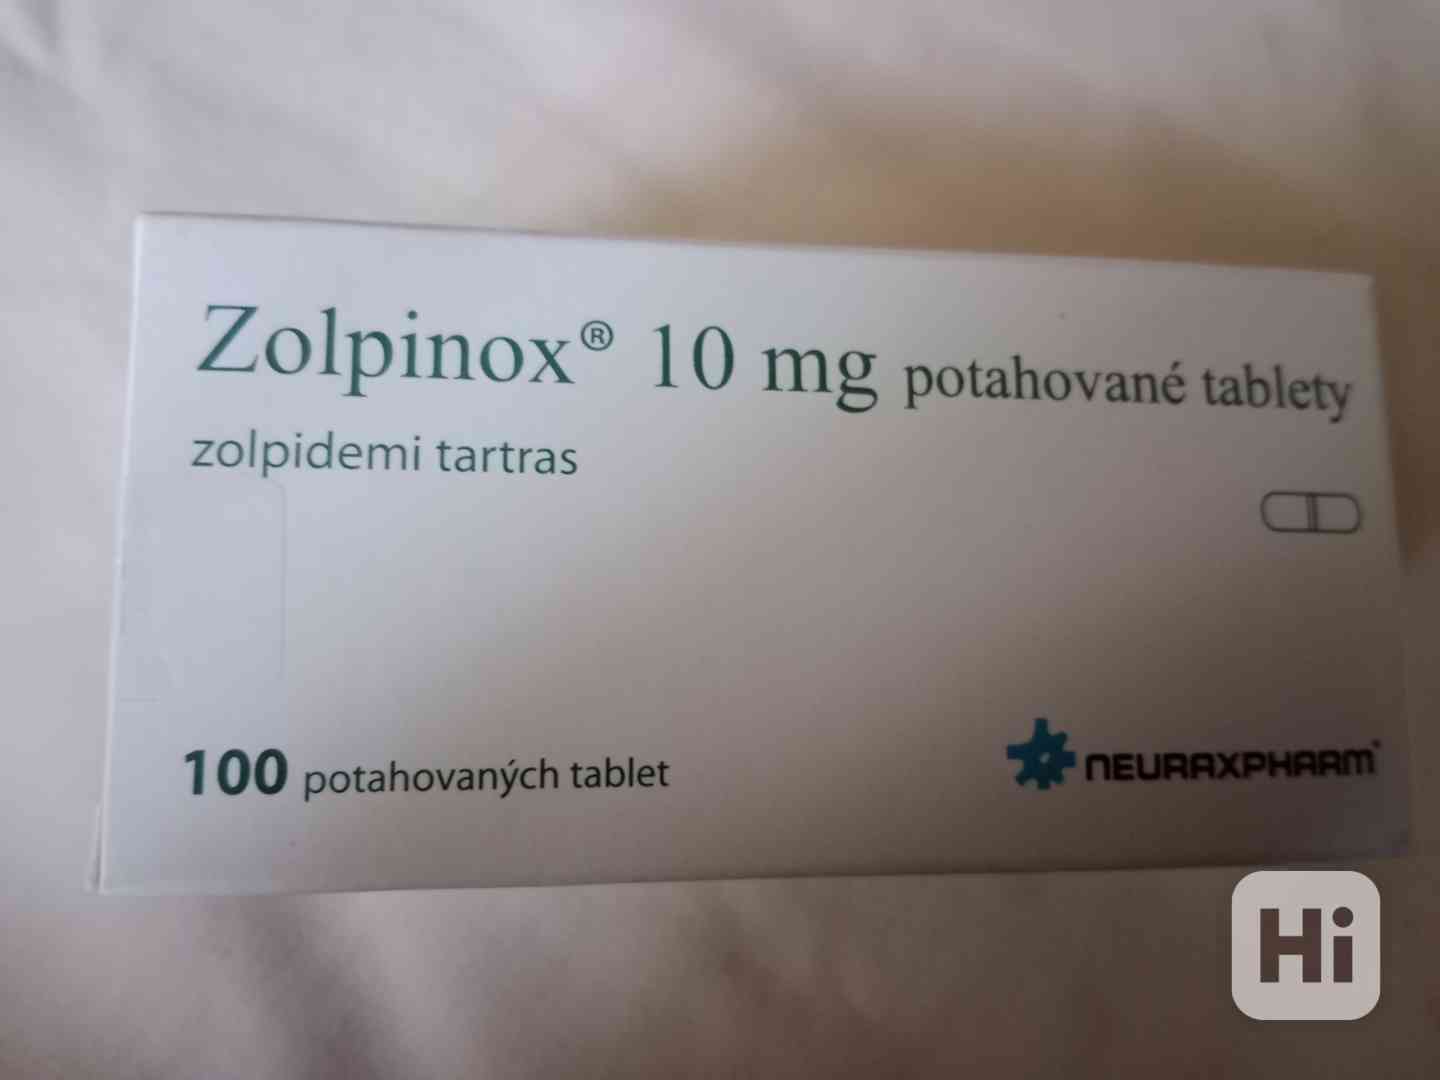 Zolpinox® 10 mg potahované tablety
zolpidemi tartras
100 potahovaných tablet
NEURAXPHARM®
Hi